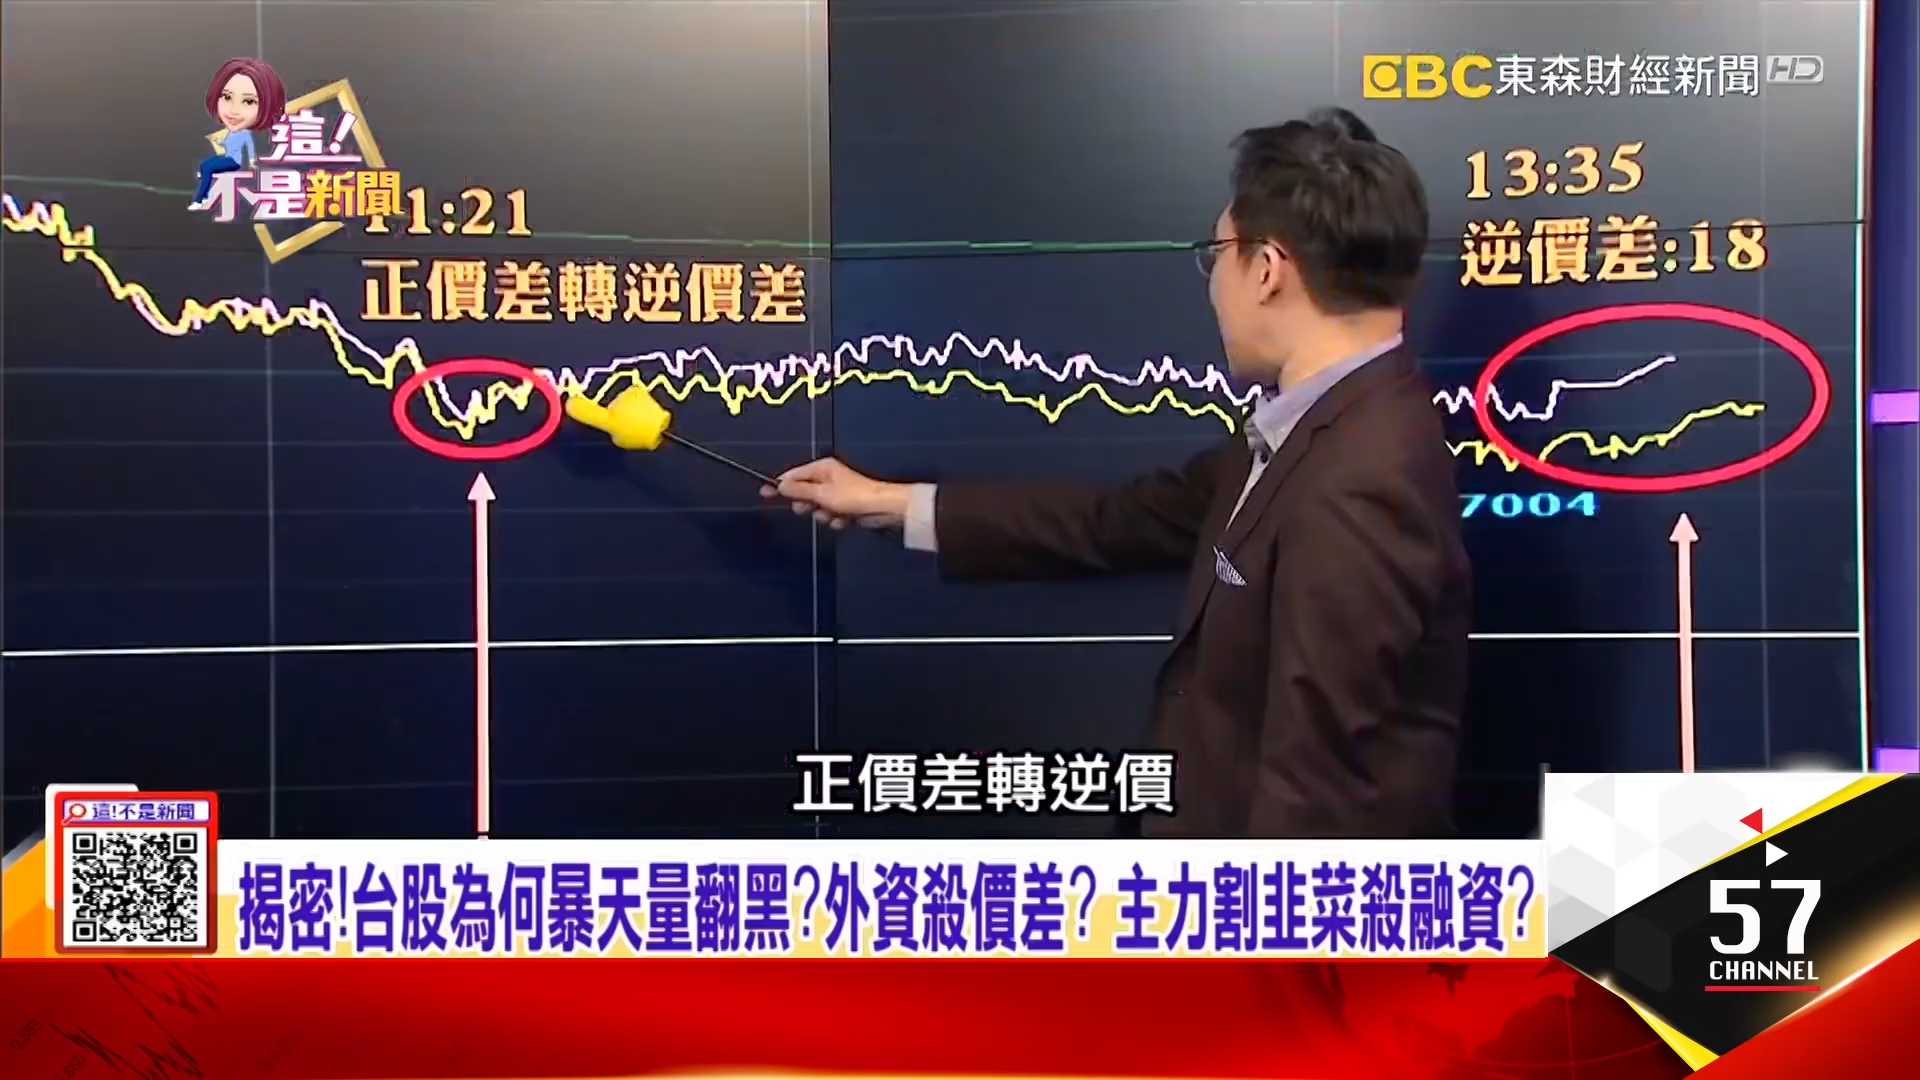 EBC東森財經新聞HD
這!
不是新聞
11:21
正價差轉逆價差
13:35
逆價差:18
7004
正價差轉逆價
這!不是新聞
揭密!台股為何暴天量翻黑?外資殺價差? 主力割韭菜殺融資?
57
CHANNEL